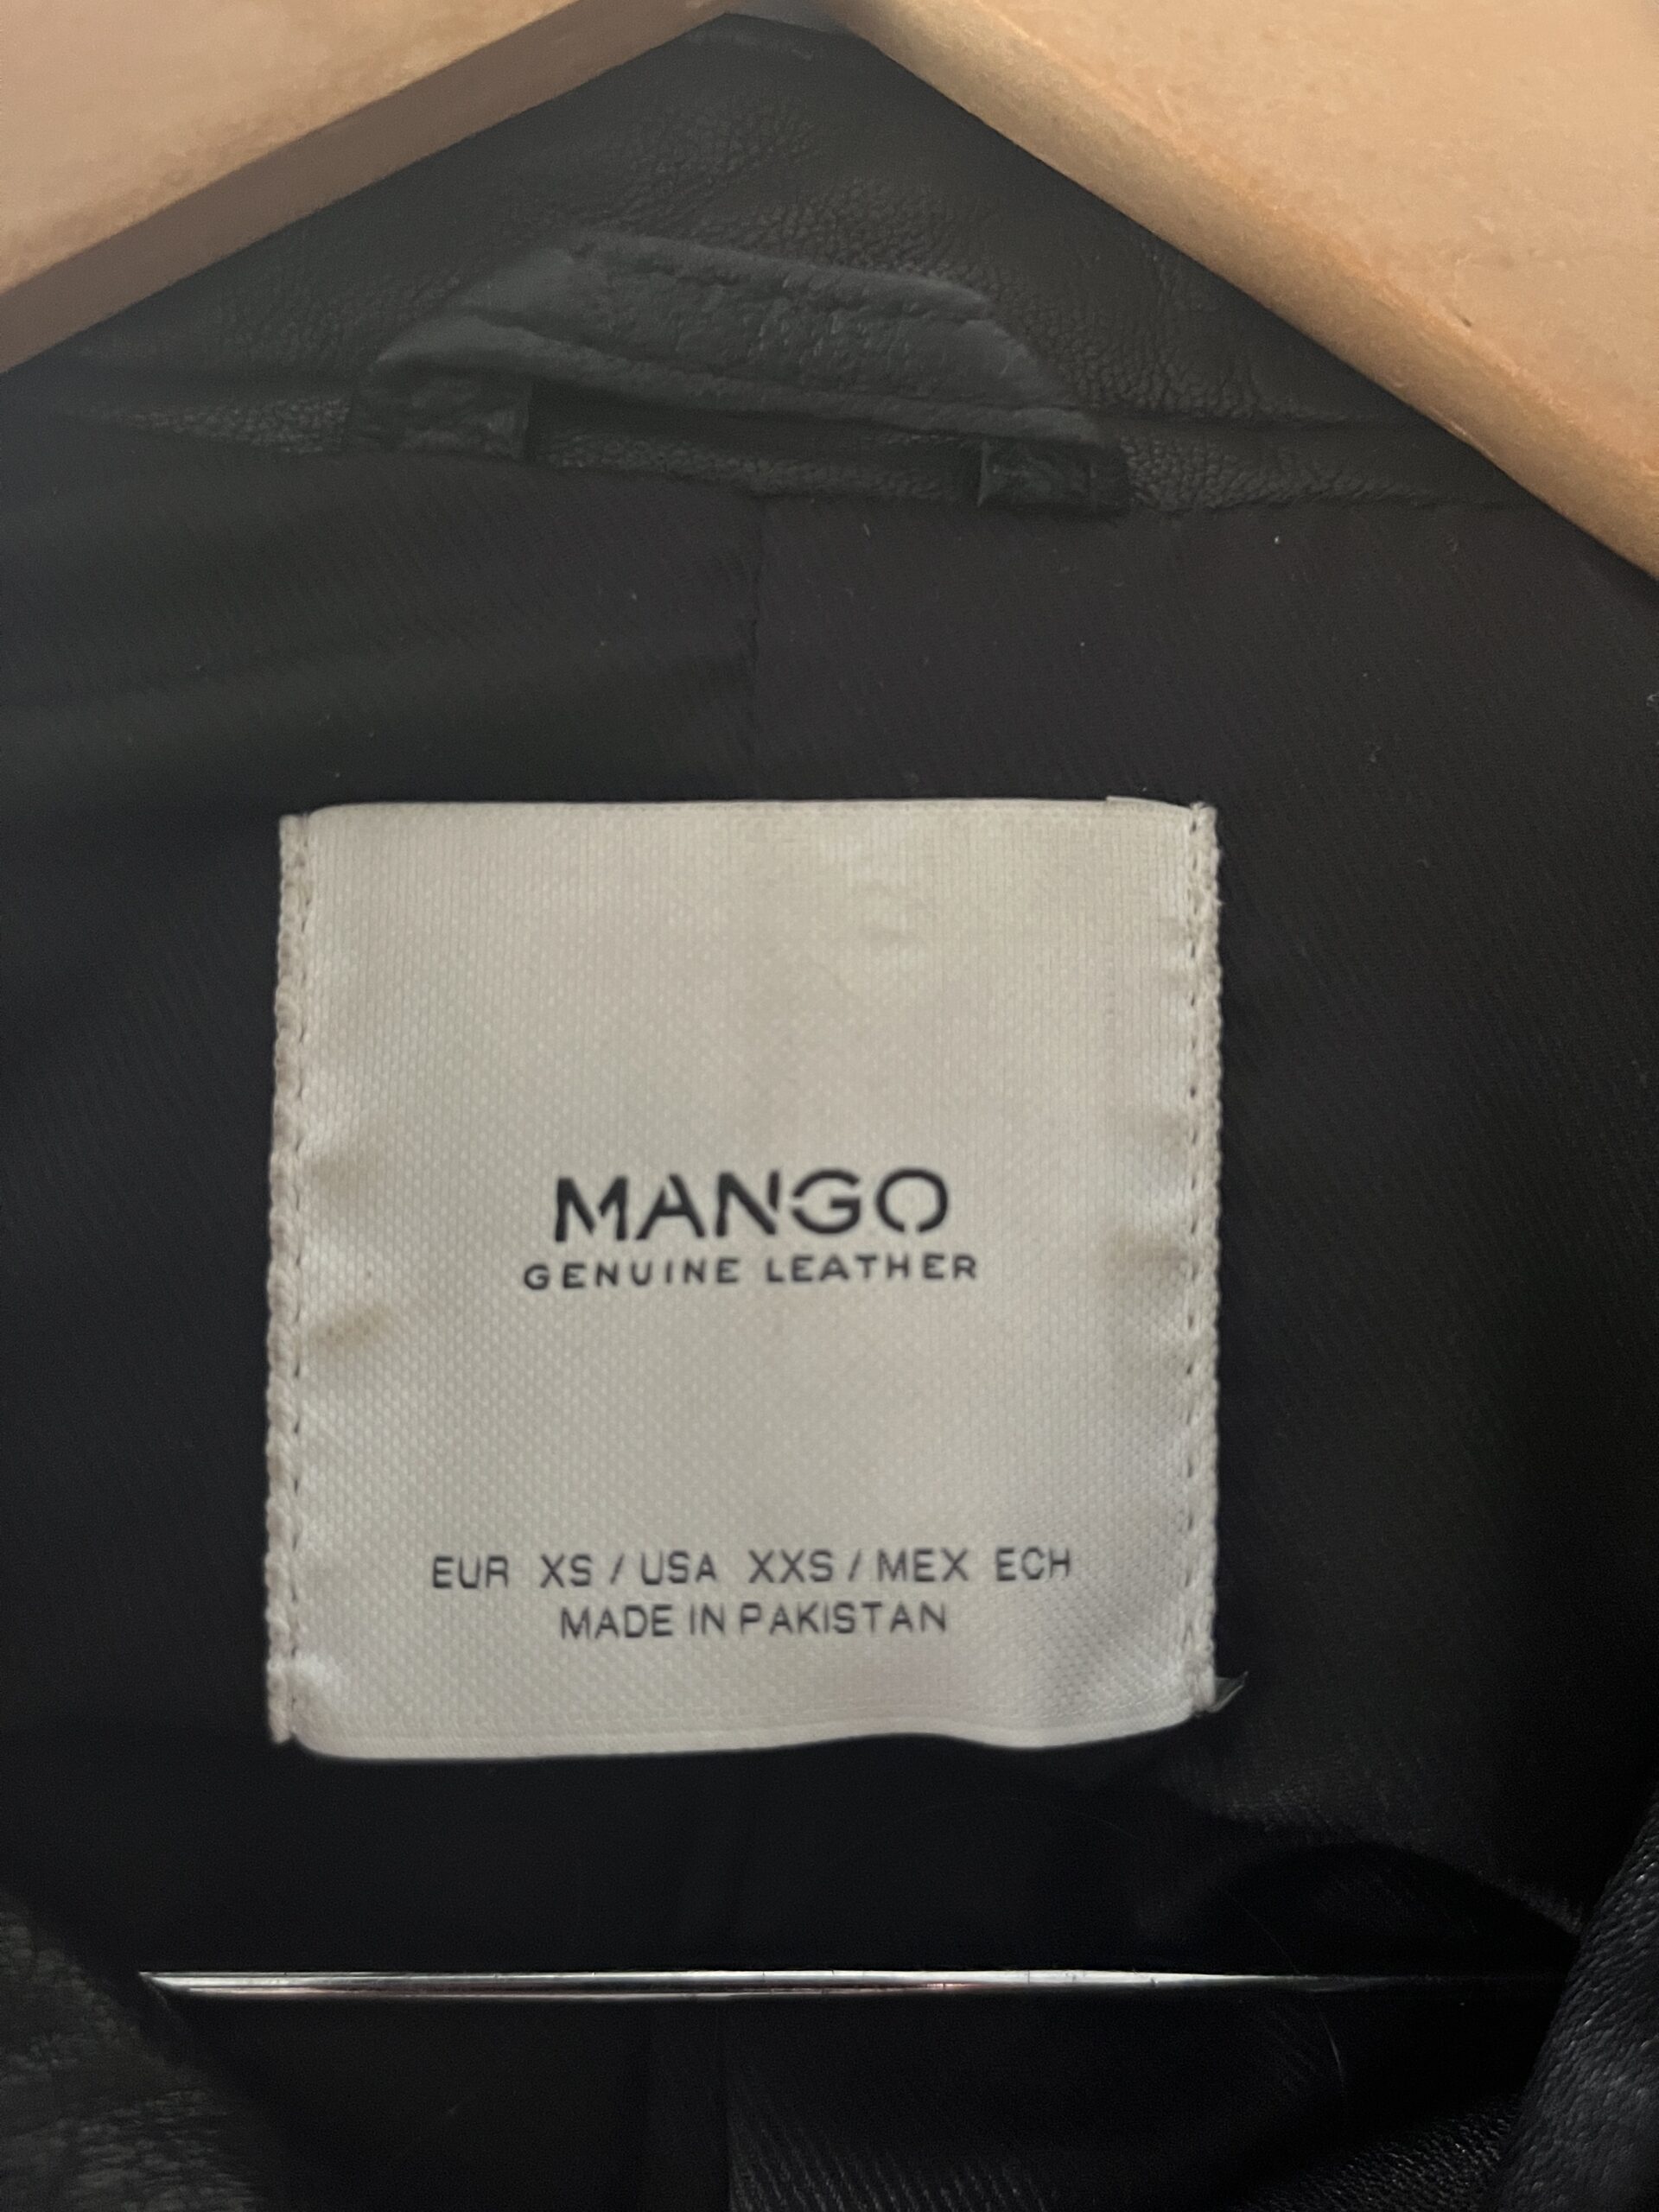 MANGO
GENUINE LEATHER
EUR XS / USA XXS / MEX ECH
MADE IN PAKISTAN